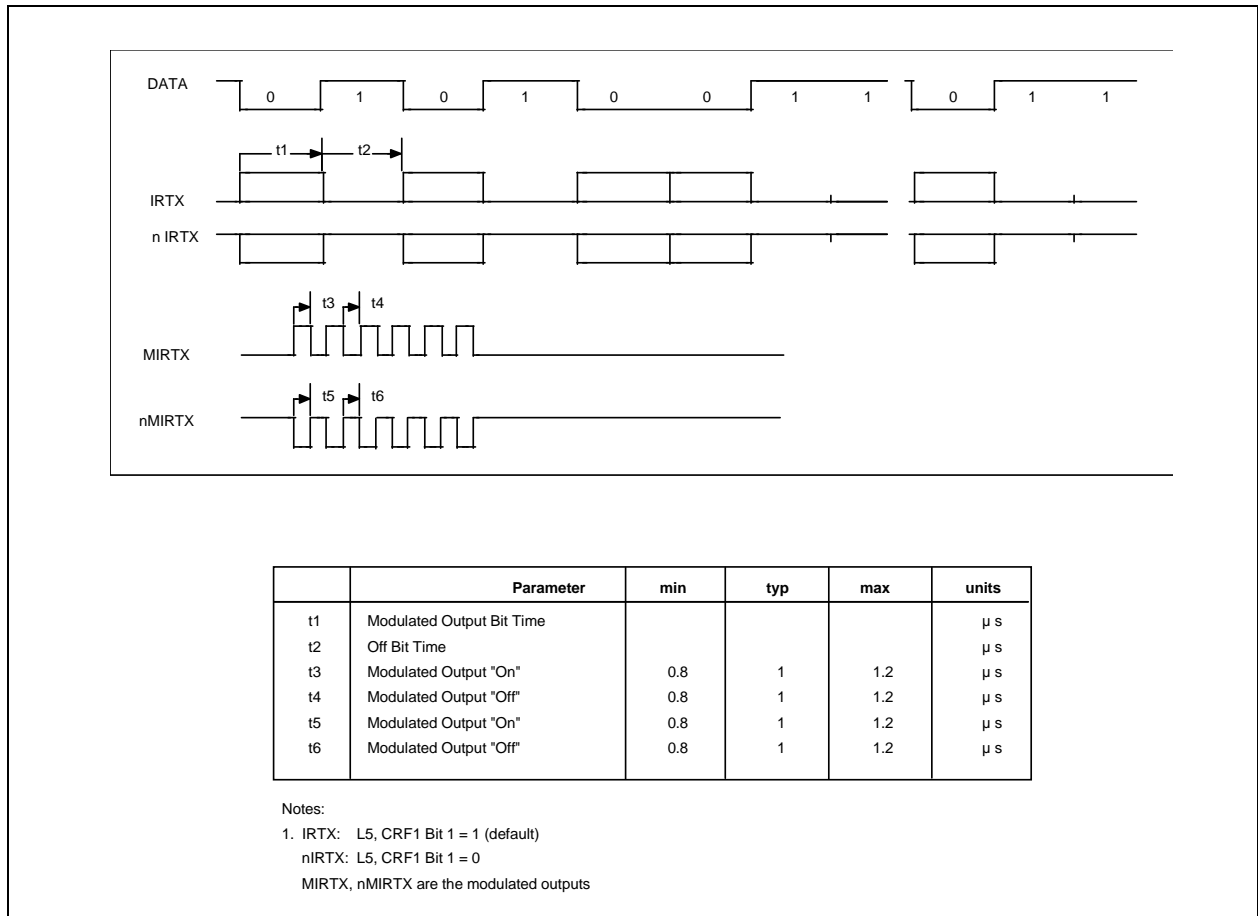 DATA 0 1 0 1 0 0 1 1 0 1 1
t1 t2
IRTX
n IRTX
t3 t4
MIRTX
t5 t6
nMIRTX
Parameter min typ max units
t1 Modulated Output Bit Time µ s
t2 Off Bit Time µ s
t3 Modulated Output "On" 0.8 1 1.2 µ s
t4 Modulated Output "Off" 0.8 1 1.2 µ s
t5 Modulated Output "On" 0.8 1 1.2 µ s
t6 Modulated Output "Off" 0.8 1 1.2 µ s
Notes:
1. IRTX: L5, CRF1 Bit 1 = 1 (default)
nIRTX: L5, CRF1 Bit 1 = 0
MIRTX, nMIRTX are the modulated outputs